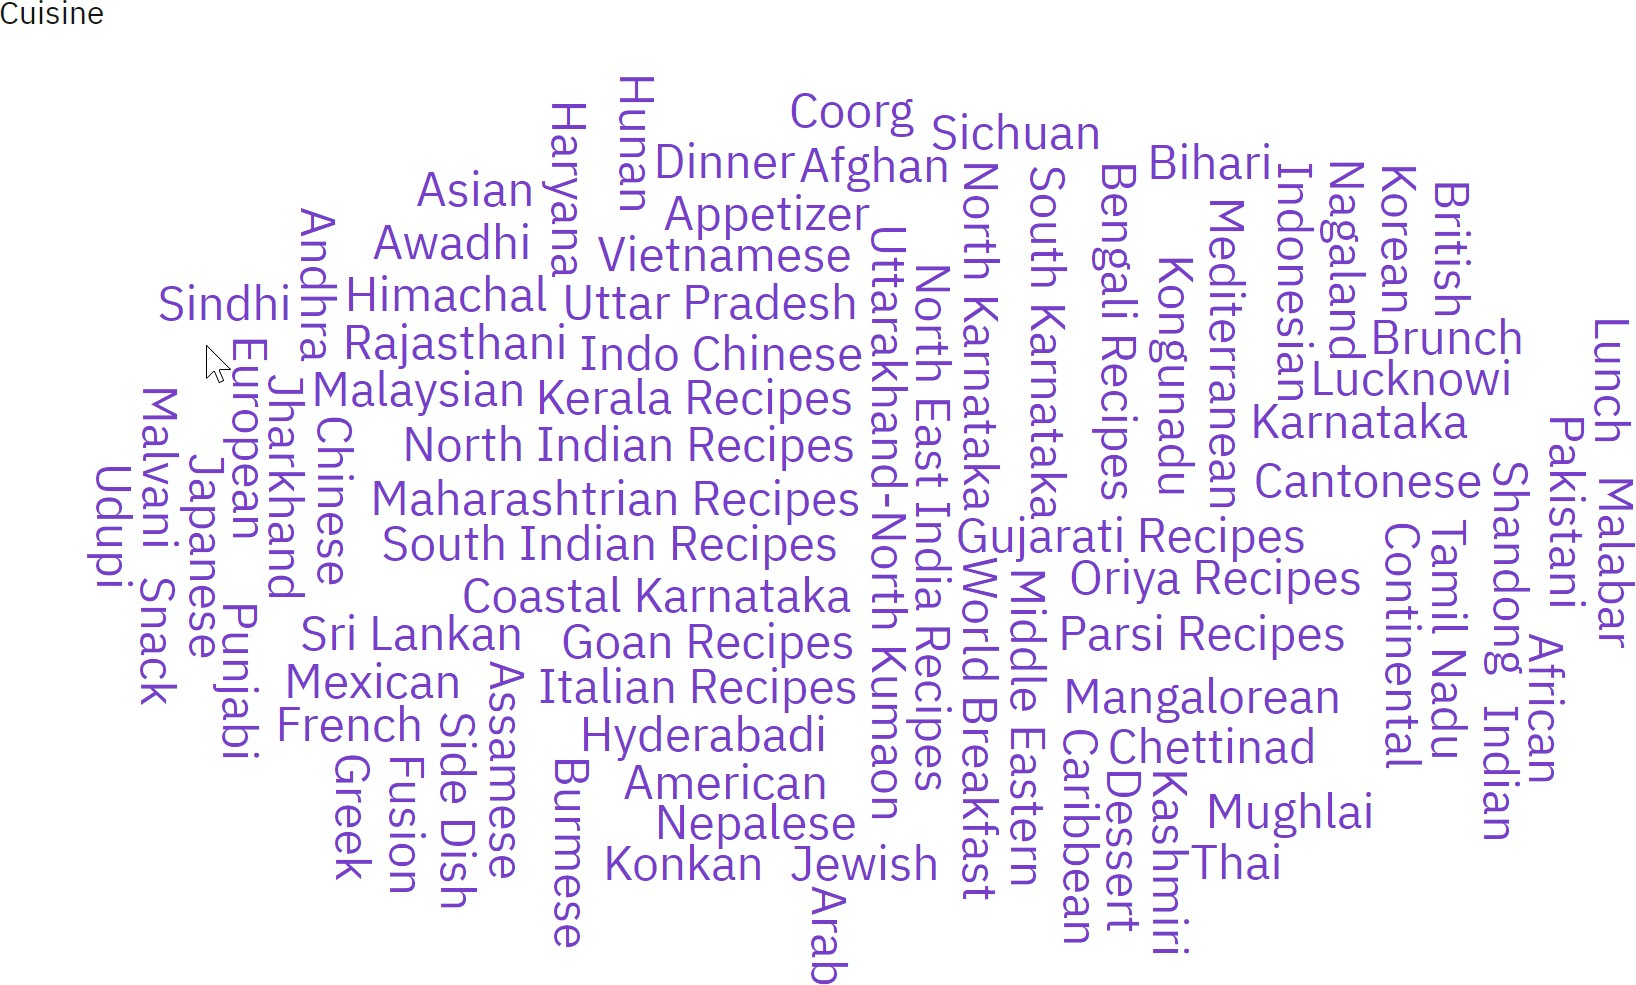 Cuisine
Hunan
Haryana
Coorg
Sichuan
Dinner
Afghan
Bihari
Asian
Appetizer
North Karnataka
South Karnataka
Bengali Recipes
Indonesian
Nagaland
Korean
British
Andhra
Awadhi
Vietnamese
Uttarakhand-North Kumaon
North East India Recipes
Kongunadu
Mediterranean
Sindhi
Himachal
Uttar Pradesh
Brunch
Lunch
European
Rajasthani
Indo Chinese
Lucknowi
Jharkhand
Malaysian
Kerala Recipes
Karnataka
Malvani
Chinese
North Indian Recipes
Pakistani
Udupi
Japanese
Maharashtrian Recipes
Cantonese
Shandong
Malabar
South Indian Recipes
Gujarati Recipes
Continental
Tamil Nadu
Snack
Coastal Karnataka
World Breakfast
Middle Eastern
Oriya Recipes
Punjabi
Sri Lankan
Goan Recipes
Parsi Recipes
African
Mexican
Assamese
Italian Recipes
Mangalorean
Indian
French
Side Dish
Hyderabadi
Caribbean
Chettinad
Greek
Fusion
Burmese
American
Dessert
Kashmiri
Mughlai
Nepalese
Konkan
Jewish
Thai
Arab